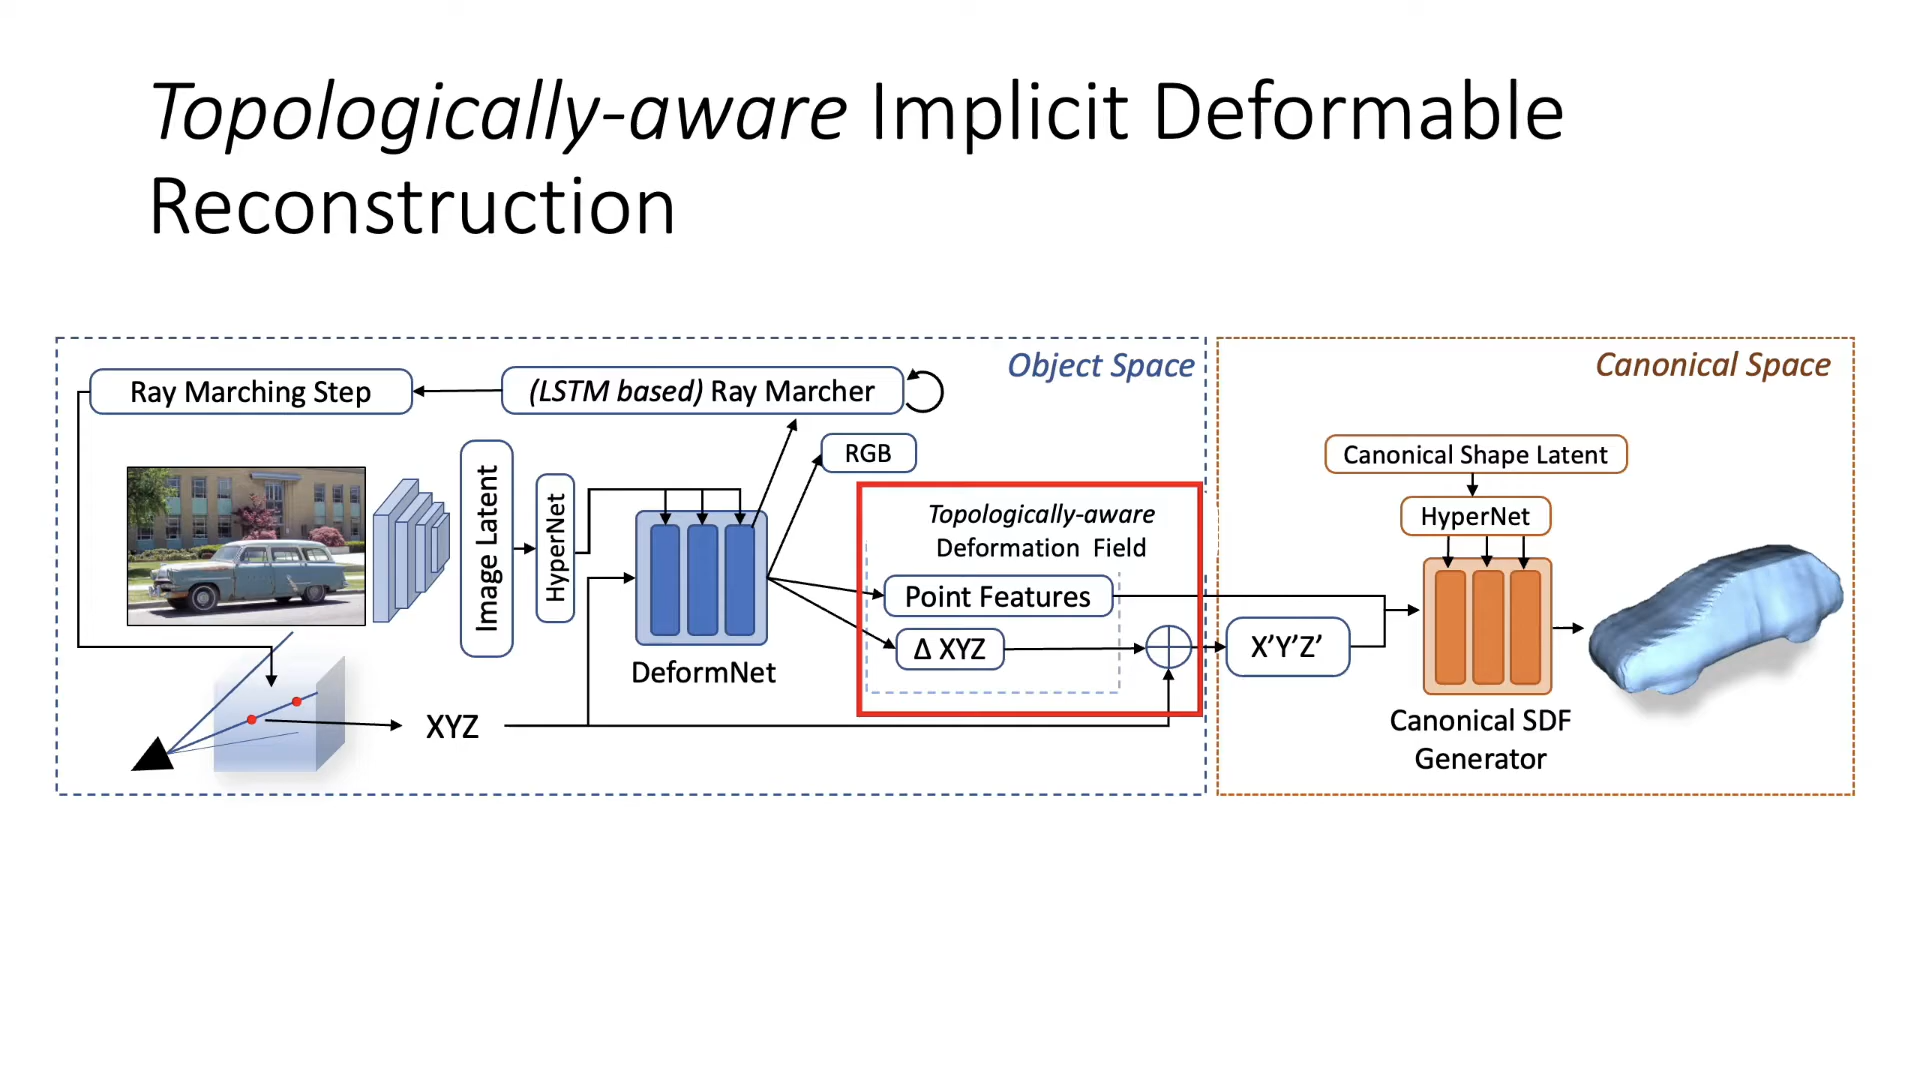 Topologically-aware Implicit Deformable
Reconstruction
Object Space
Canonical Space
Ray Marching Step
(LSTM based) Ray Marcher
RGB
Image Latent
HyperNet
DeformNet
Topologically-aware
Deformation Field
Point Features
Δ XYZ
XYZ
X’Y’Z’
Canonical Shape Latent
HyperNet
Canonical SDF
Generator